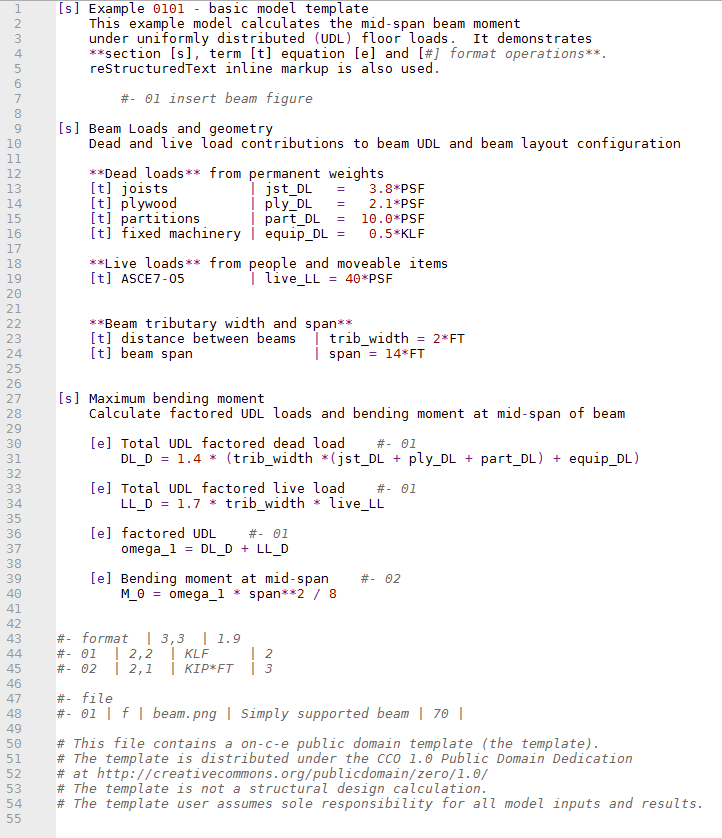 1 [s] Example 0101 - basic model template
2 This example model calculates the mid-span beam moment
3 under uniformly distributed (UDL) floor loads.  It demonstrates
4 **section [s], term [t] equation [e] and [#] format operations**.
5 reStructuredText inline markup is also used.
6
7 #- 01 insert beam figure
8
9 [s] Beam Loads and geometry
10 Dead and live load contributions to beam UDL and beam layout configuration
11
12 **Dead loads** from permanent weights
13 [t] joists          | jst_DL   =   3.8*PSF
14 [t] plywood         | ply_DL   =   2.1*PSF
15 [t] partitions      | part_DL  =  10.0*PSF
16 [t] fixed machinery | equip_DL =   0.5*KLF
17
18 **Live loads** from people and moveable items
19 [t] ASCE7-05        | live_LL = 40*PSF
20
21
22 **Beam tributary width and span**
23 [t] distance between beams  | trib_width = 2*FT
24 [t] beam span               | span = 14*FT
25
26
27 [s] Maximum bending moment
28 Calculate factored UDL loads and bending moment at mid-span of beam
29
30 [e] Total UDL factored dead load    #- 01
31 DL_D = 1.4 * (trib_width *(jst_DL + ply_DL + part_DL) + equip_DL)
32
33 [e] Total UDL factored live load    #- 01
34 LL_D = 1.7 * trib_width * live_LL
35
36 [e] factored UDL    #- 01
37 omega_1 = DL_D + LL_D
38
39 [e] Bending moment at mid-span    #- 02
40 M_0 = omega_1 * span**2 / 8
41
42
43 #- format  | 3,3  | 1.9
44 #- 01  | 2,2  | KLF     | 2
45 #- 02  | 2,1  | KIP*FT  | 3
46
47 #- file
48 #- 01 | f | beam.png | Simply supported beam | 70 |
49
50 # This file contains a on-c-e public domain template (the template).
51 # The template is distributed under the CCO 1.0 Public Domain Dedication
52 # at http://creativecommons.org/publicdomain/zero/1.0/
53 # The template is not a structural design calculation.
54 # The template user assumes sole responsibility for all model inputs and results.
55